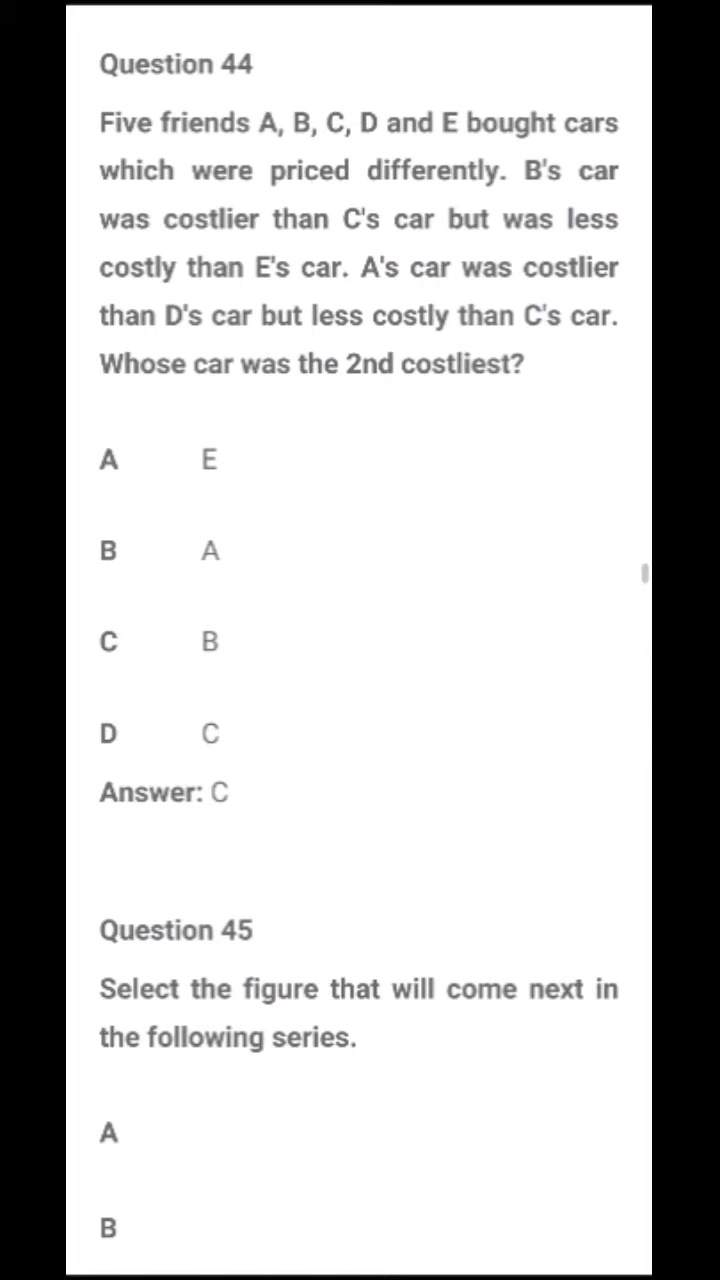 Question 44
Five friends A, B, C, D and E bought cars
which were priced differently. B's car
was costlier than C's car but was less
costly than E's car. A's car was costlier
than D's car but less costly than C's car.
Whose car was the 2nd costliest?
A E
B A
C B
D C
Answer: C
Question 45
Select the figure that will come next in
the following series.
A
B